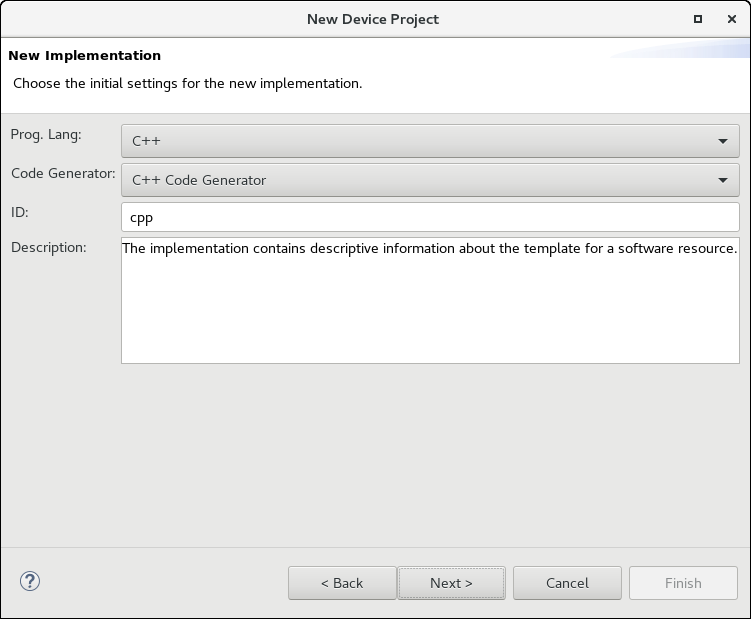 New Device Project
New Implementation
Choose the initial settings for the new implementation.
Prog. Lang:
C++
Code Generator:
C++ Code Generator
ID:
cpp
Description:
The implementation contains descriptive information about the template for a software resource.
?
< Back
Next >
Cancel
Finish